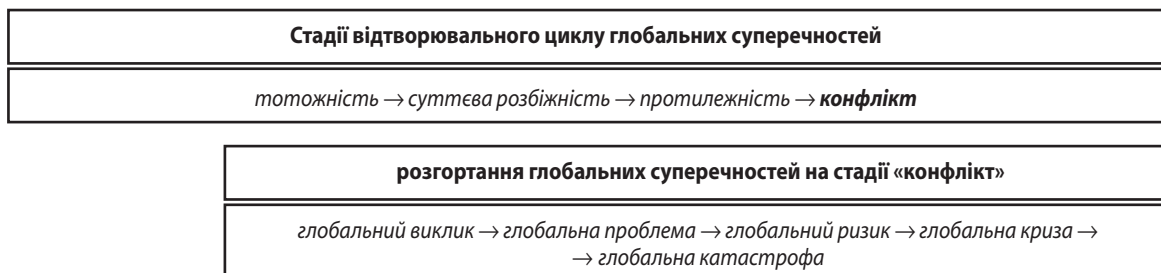 Стадії відтворювального циклу глобальних суперечностей
тотожність → суттєва розбіжність → протилежність → конфлікт
розгортання глобальних суперечностей на стадії «конфлікт»
глобальний виклик → глобальна проблема → глобальний ризик → глобальна криза →
→ глобальна катастрофа